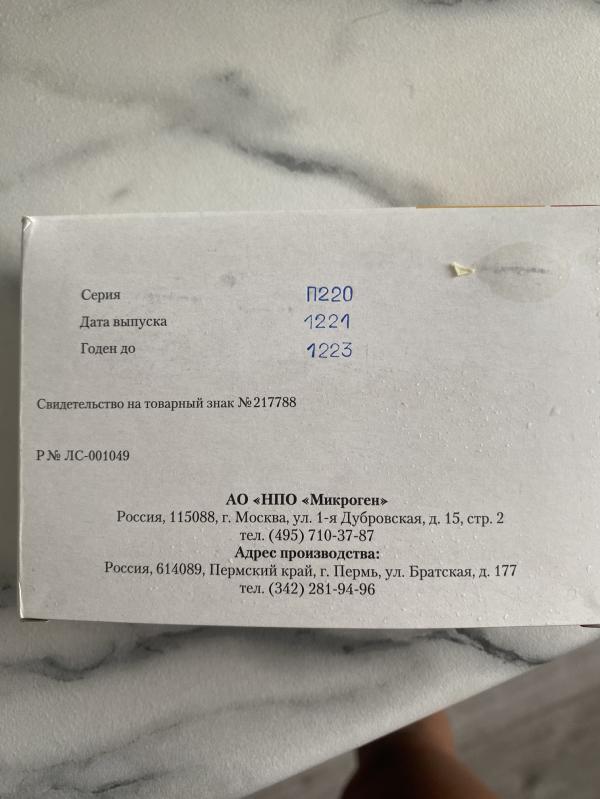 Серия П220
Дата выпуска 1221
Годен до 1223
Свидетельство на товарный знак №217788
Р № ЛС-001049
АО «НПО «Микроген»
Россия, 115088, г. Москва, ул. 1-я Дубровская, д. 15, стр. 2
тел. (495) 710-37-87
Адрес производства:
Россия, 614089, Пермский край, г. Пермь, ул. Братская, д. 177
тел. (342) 281-94-96